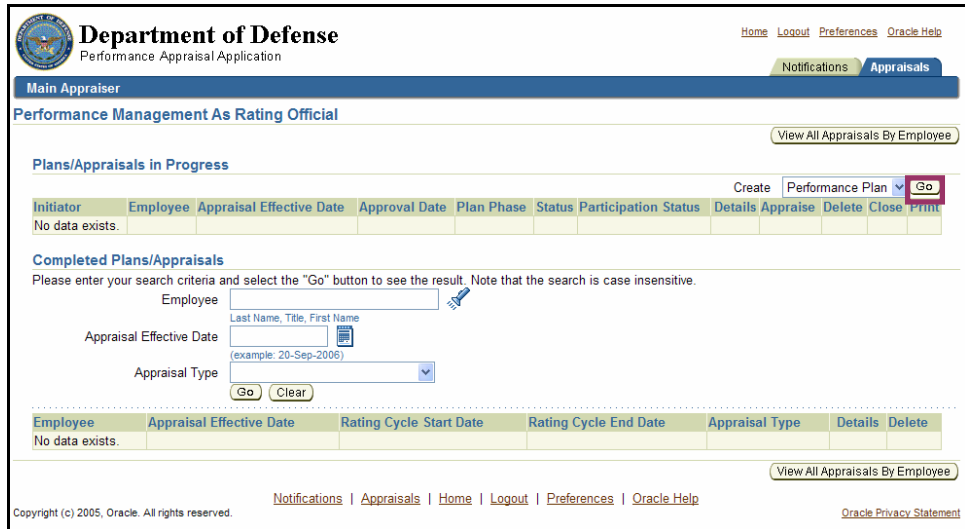 Department of Defense
Performance Appraisal Application
Home Logout Preferences Oracle Help
Notifications Appraisals
Main Appraiser
Performance Management As Rating Official
View All Appraisals By Employee
Plans/Appraisals in Progress
Create Performance Plan Go
Initiator Employee Appraisal Effective Date Approval Date Plan Phase Status Participation Status Details Appraise Delete Close Print
No data exists.
Completed Plans/Appraisals
Please enter your search criteria and select the "Go" button to see the result. Note that the search is case insensitive.
Employee
Last Name, Title, First Name
Appraisal Effective Date
(example: 20-Sep-2006)
Appraisal Type
Go Clear
Employee Appraisal Effective Date Rating Cycle Start Date Rating Cycle End Date Appraisal Type Details Delete
No data exists.
View All Appraisals By Employee
Notifications | Appraisals | Home | Logout | Preferences | Oracle Help
Copyright (c) 2005, Oracle. All rights reserved.
Oracle Privacy Statement